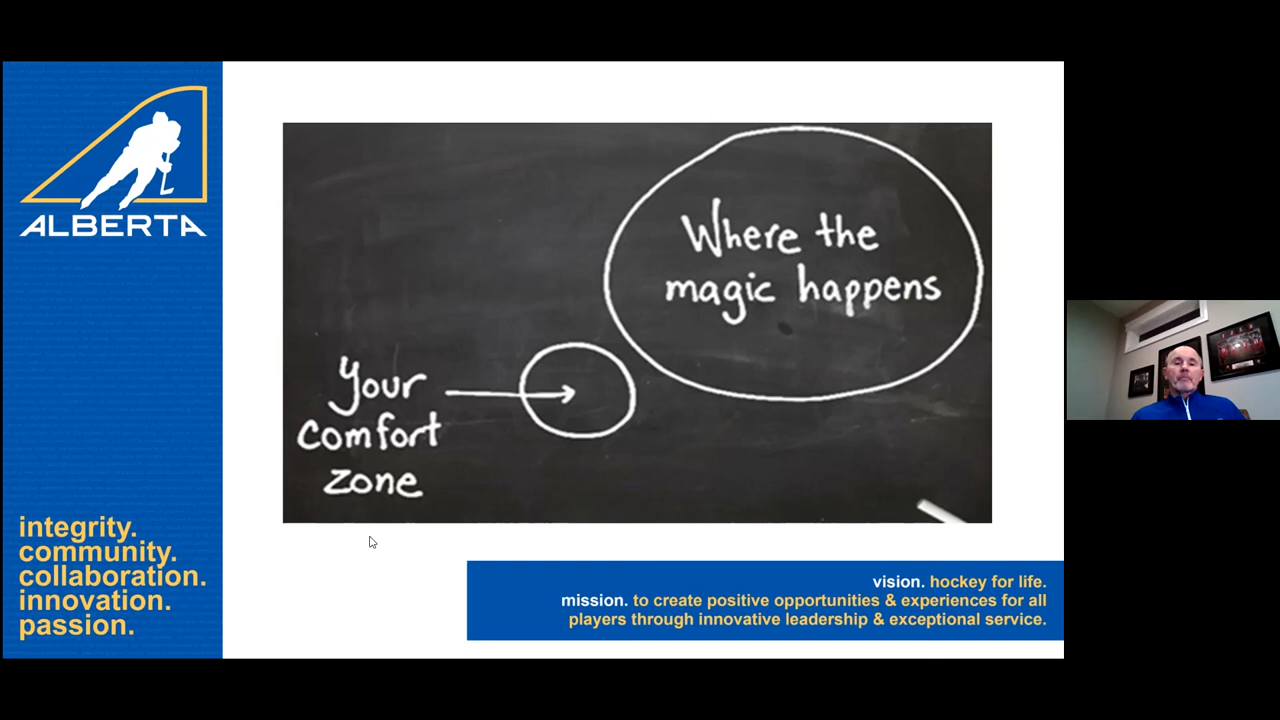 ALBERTA
integrity.
community.
collaboration.
innovation.
passion.
Where the
magic happens
Your
comfort
zone
vision. hockey for life.
mission. to create positive opportunities & experiences for all
players through innovative leadership & exceptional service.